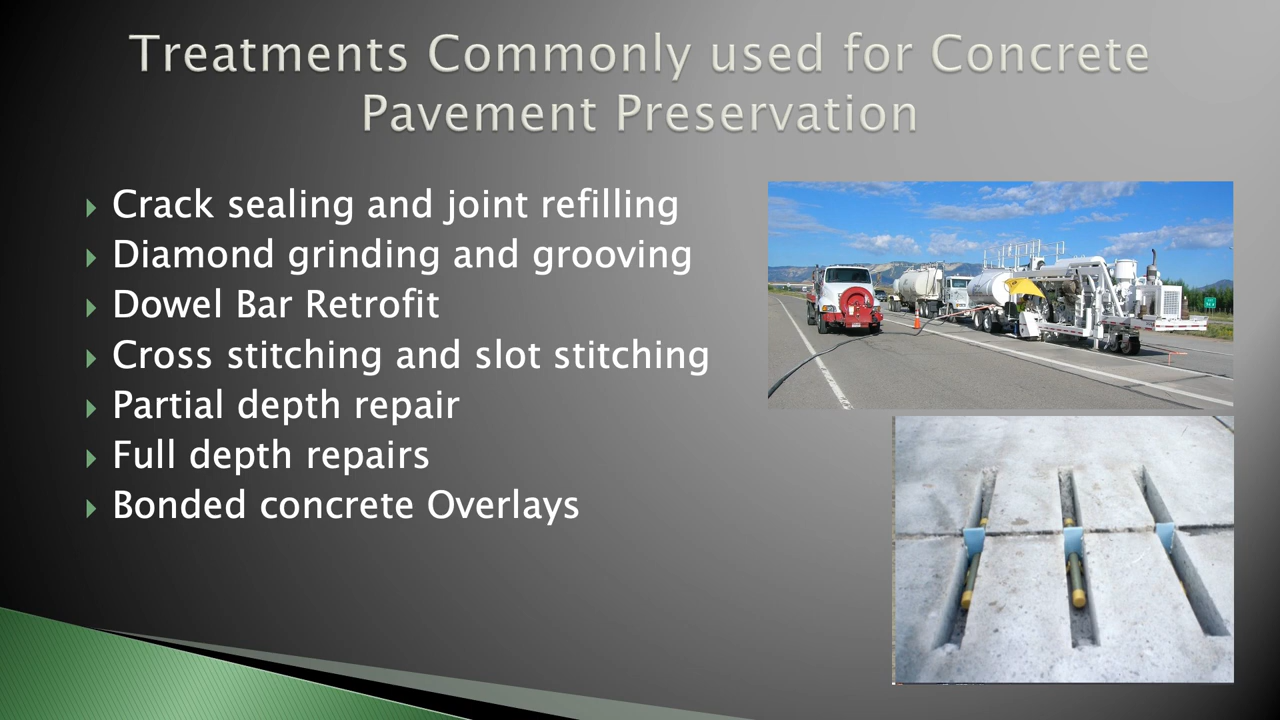 Treatments Commonly used for Concrete
Pavement Preservation
Crack sealing and joint refilling
Diamond grinding and grooving
Dowel Bar Retrofit
Cross stitching and slot stitching
Partial depth repair
Full depth repairs
Bonded concrete Overlays